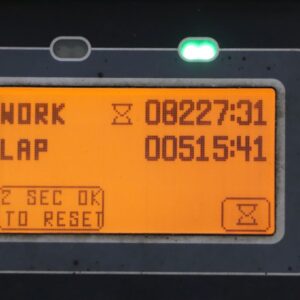 WORK 08227:31
LAP 00515:41
2 SEC OK
TO RESET